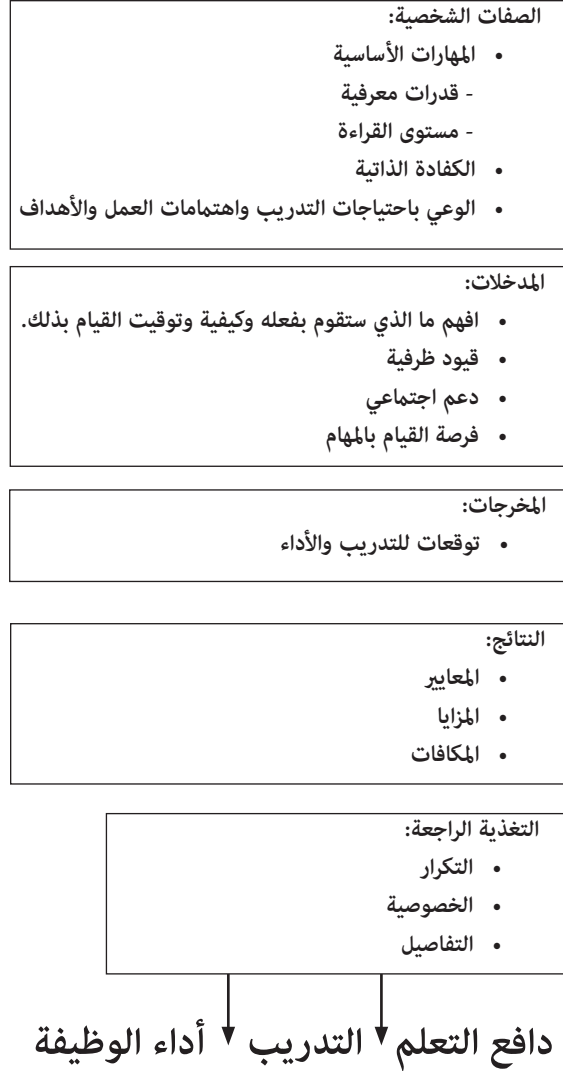 الصفات الشخصية:
• المهارات الأساسية
- قدرات معرفية
- مستوى القراءة
• الكفادة الذاتية
• الوعي باحتياجات التدريب واهتمامات العمل والأهداف
المدخلات:
• افهم ما الذي ستقوم بفعله وكيفية وتوقيت القيام بذلك.
• قيود ظرفية
• دعم اجتماعي
• فرصة القيام بالمهام
المخرجات:
• توقعات للتدريب والأداء
النتائج:
• المعايير
• المزايا
• المكافات
التغذية الراجعة:
• التكرار
• الخصوصية
• التفاصيل
دافع التعلم التدريب أداء الوظيفة